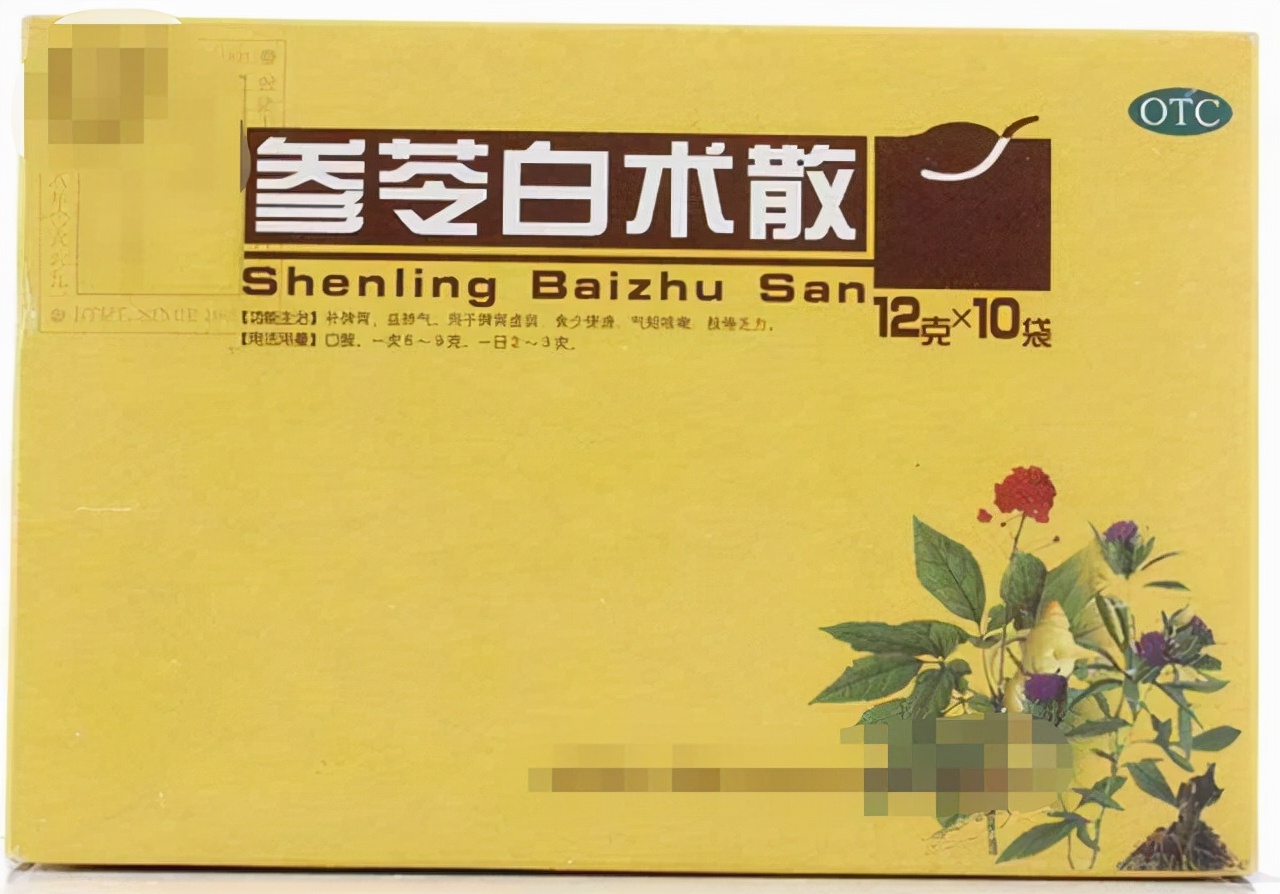 OTC
参苓白术散
Shenling Baizhu San
12克×10袋
【功能主治】补脾胃，益肺气。用于脾胃虚弱，食少便溏，气短咳嗽，肢倦乏力。
【用法用量】口服。一次6～9克，一日2～3次。